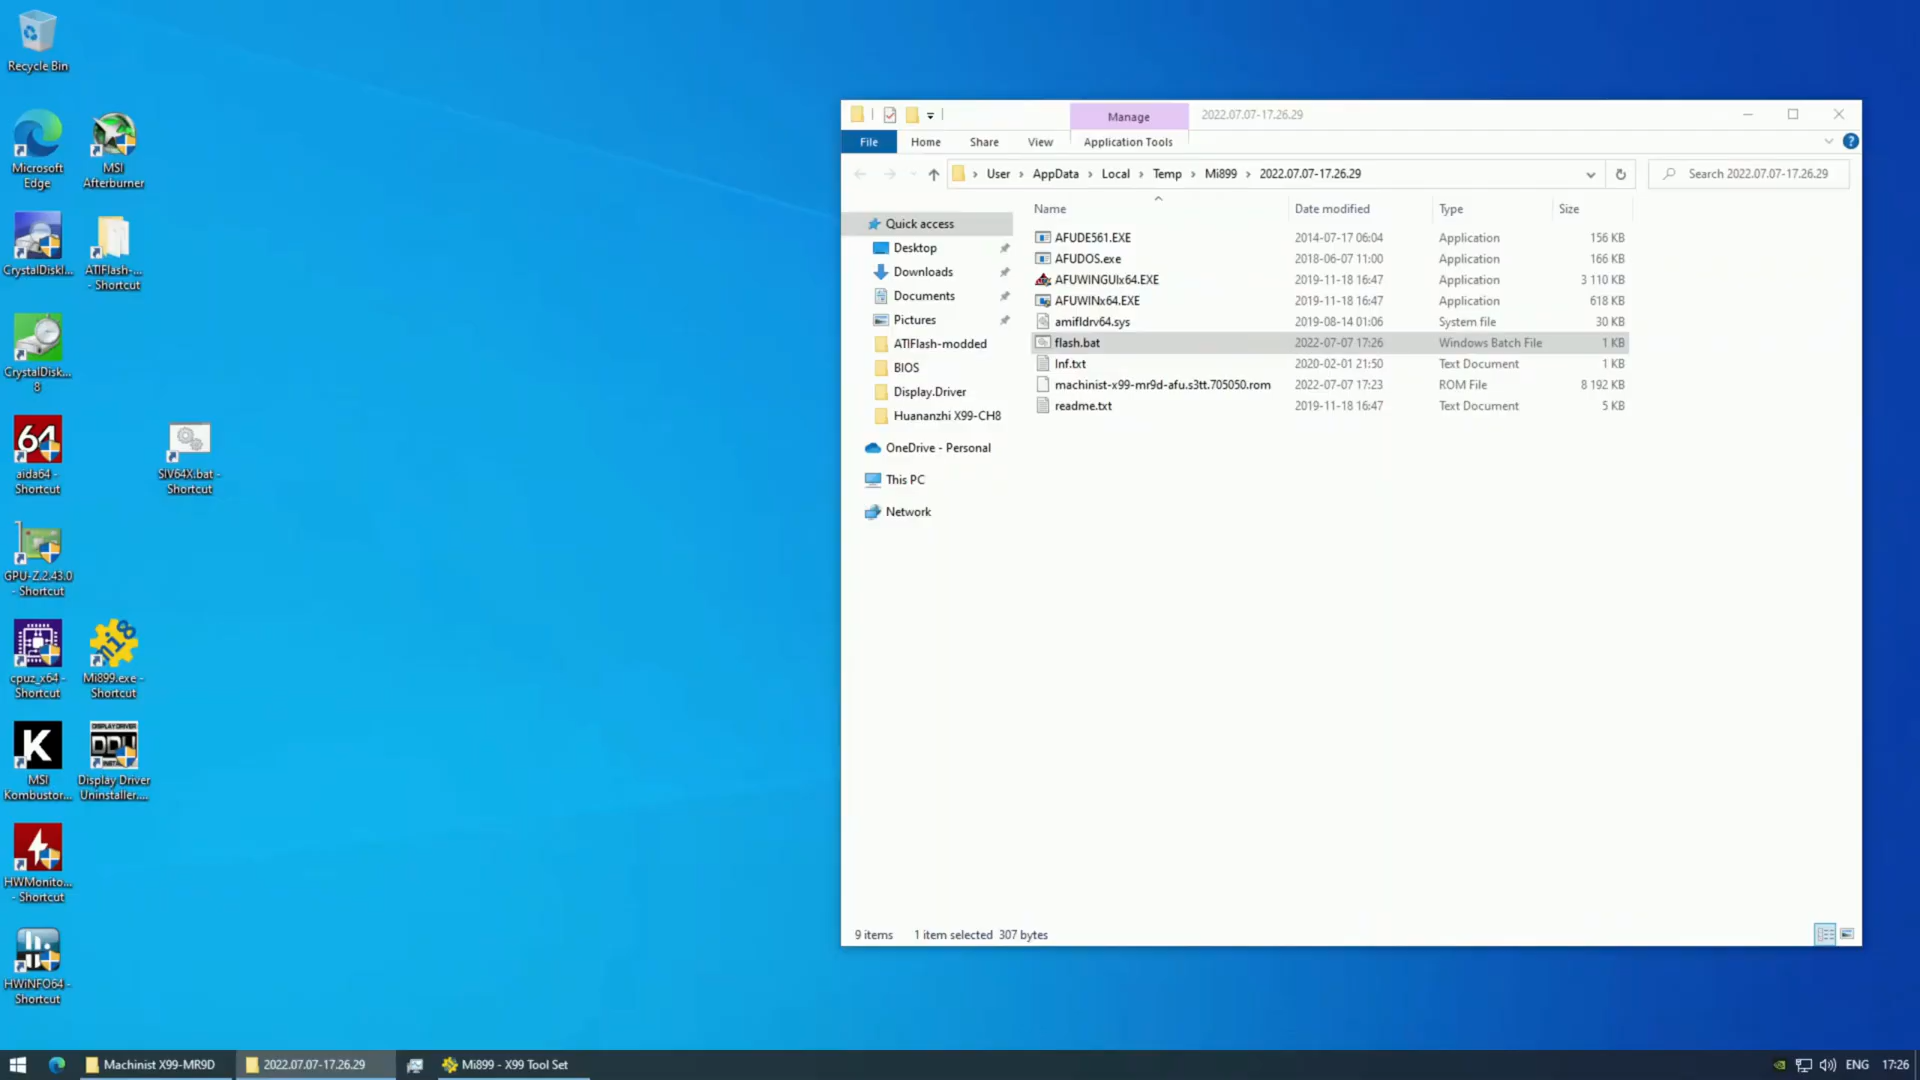 Recycle Bin
Microsoft
Edge
MSI
Afterburner
CrystalDiskI...
ATIFlash-...
- Shortcut
CrystalDisk...
8
64
aida64 -
Shortcut
SIV64X.bat -
Shortcut
GPU-Z.2.43.0
- Shortcut
cpuz_x64 -
Shortcut
Mi8
Mi899.exe -
Shortcut
K
MSI
Kombustor...
DISPLAY DRIVER
DDU
Display Driver
Uninstaller....
HWMonito...
- Shortcut
HWiNFO64 -
Shortcut
Manage
2022.07.07-17.26.29
File
Home
Share
View
Application Tools
User
AppData
Local
Temp
Mi899
2022.07.07-17.26.29
Search 2022.07.07-17.26.29
Quick access
Desktop
Downloads
Documents
Pictures
ATIFlash-modded
BIOS
Display.Driver
Huananzhi X99-CH8
OneDrive - Personal
This PC
Network
Name Date modified Type Size
AFUDE561.EXE 2014-07-17 06:04 Application 156 KB
AFUDOS.exe 2018-06-07 11:00 Application 166 KB
AFUWINGUIx64.EXE 2019-11-18 16:47 Application 3 110 KB
AFUWINx64.EXE 2019-11-18 16:47 Application 618 KB
amifldrv64.sys 2019-08-14 01:06 System file 30 KB
flash.bat 2022-07-07 17:26 Windows Batch File 1 KB
Inf.txt 2020-02-01 21:50 Text Document 1 KB
machinist-x99-mr9d-afu.s3tt.705050.rom 2022-07-07 17:23 ROM File 8 192 KB
readme.txt 2019-11-18 16:47 Text Document 5 KB
9 items 1 item selected 307 bytes
Machinist X99-MR9D
2022.07.07-17.26.29
Mi899 - X99 Tool Set
ENG
17:26